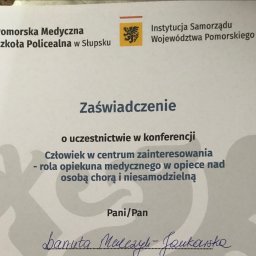 omorska Medyczna
zkoła Policealna w Słupsku
Instytucja Samorządu
Województwa Pomorskiego
Zaświadczenie
o uczestnictwie w konferencji
Człowiek w centrum zainteresowania
- rola opiekuna medycznego w opiece nad
osobą chorą i niesamodzielną
Pani/Pan
Danuta